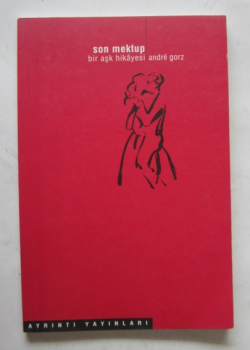 son mektup
bir aşk hikâyesi andré gorz
AYRINTI YAYINLARI